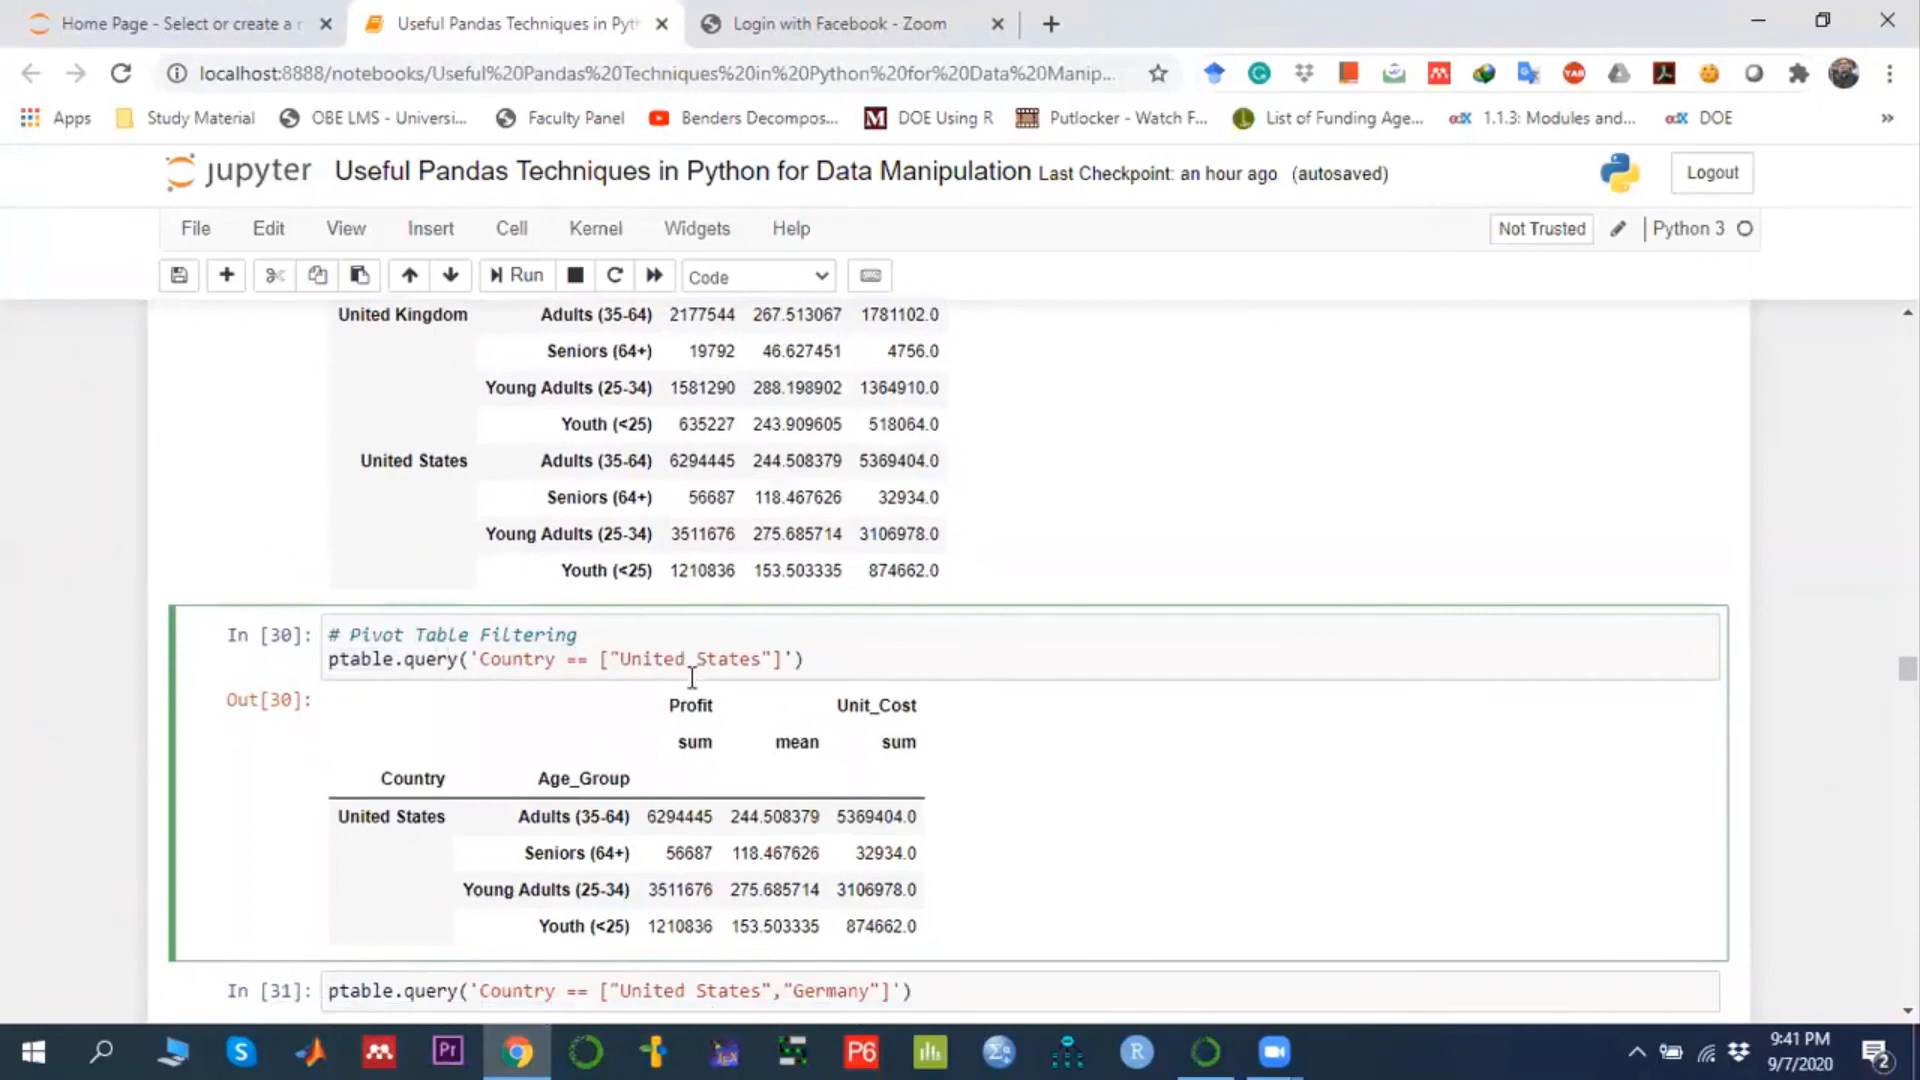 Home Page - Select or create a n
Useful Pandas Techniques in Pyth
Login with Facebook - Zoom
localhost:8888/notebooks/Useful%20Pandas%20Techniques%20in%20Python%20for%20Data%20Manip...
Apps Study Material OBE LMS - Universi... Faculty Panel Benders Decompos... M DOE Using R Putlocker - Watch F... List of Funding Age... edX 1.1.3: Modules and... edX DOE »
jupyter Useful Pandas Techniques in Python for Data Manipulation Last Checkpoint: an hour ago (autosaved) Logout
File Edit View Insert Cell Kernel Widgets Help Not Trusted Python 3
Run Code
United Kingdom Adults (35-64) 2177544 267.513067 1781102.0
Seniors (64+) 19792 46.627451 4756.0
Young Adults (25-34) 1581290 288.198902 1364910.0
Youth (<25) 635227 243.909605 518064.0
United States Adults (35-64) 6294445 244.508379 5369404.0
Seniors (64+) 56687 118.467626 32934.0
Young Adults (25-34) 3511676 275.685714 3106978.0
Youth (<25) 1210836 153.503335 874662.0
In [30]: # Pivot Table Filtering
ptable.query('Country == ["United States"]')
Out[30]:
Profit Unit_Cost
sum mean sum
Country Age_Group
United States Adults (35-64) 6294445 244.508379 5369404.0
Seniors (64+) 56687 118.467626 32934.0
Young Adults (25-34) 3511676 275.685714 3106978.0
Youth (<25) 1210836 153.503335 874662.0
In [31]: ptable.query('Country == ["United States","Germany"]')
Pr P6 R
9:41 PM
9/7/2020
2